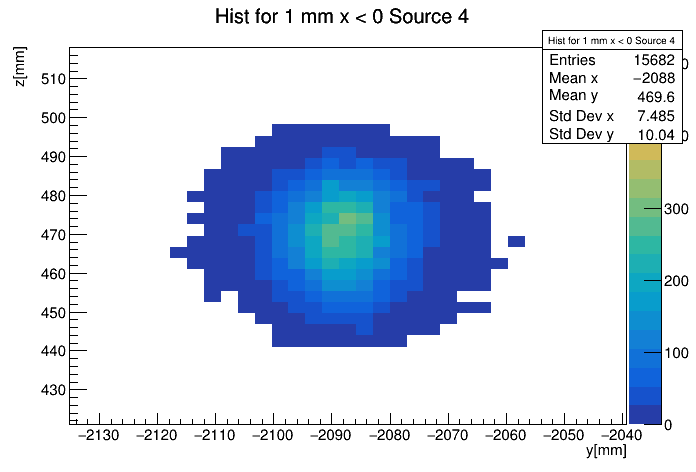 Hist for 1 mm x < 0 Source 4
z[mm]
Hist for 1 mm x < 0 Source 4
Entries 15682
Mean x −2088
Mean y 469.6
Std Dev x 7.485
Std Dev y 10.04
510
500
490
480
470
460
450
440
430
300
200
100
0
−2130 −2120 −2110 −2100 −2090 −2080 −2070 −2060 −2050 −2040
y[mm]